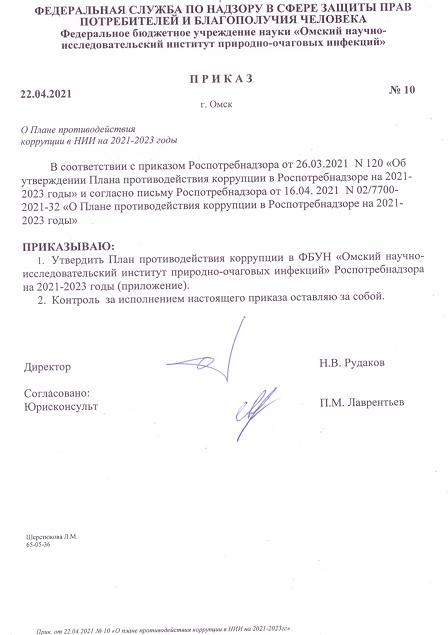 ФЕДЕРАЛЬНАЯ СЛУЖБА ПО НАДЗОРУ В СФЕРЕ ЗАЩИТЫ ПРАВ
ПОТРЕБИТЕЛЕЙ И БЛАГОПОЛУЧИЯ ЧЕЛОВЕКА
Федеральное бюджетное учреждение науки «Омский научно-
исследовательский институт природно-очаговых инфекций»
П Р И К А З
22.04.2021
№ 10
г. Омск
О Плане противодействия
коррупции в НИИ на 2021-2023 годы
В соответствии с приказом Роспотребнадзора от 26.03.2021 N 120 «Об
утверждении Плана противодействия коррупции в Роспотребнадзоре на 2021-
2023 годы» и согласно письму Роспотребнадзора от 16.04. 2021 N 02/7700-
2021-32 «О Плане противодействия коррупции в Роспотребнадзоре на 2021-
2023 годы»
ПРИКАЗЫВАЮ:
1. Утвердить План противодействия коррупции в ФБУН «Омский научно-
исследовательский институт природно-очаговых инфекций» Роспотребнадзора
на 2021-2023 годы (приложение).
2. Контроль за исполнением настоящего приказа оставляю за собой.
Директор
Н.В. Рудаков
Согласовано:
Юрисконсульт
П.М. Лаврентьев
Шерстюкова Л.М.
65-05-36
Прик. от 22.04.2021 № 10 «О плане противодействия коррупции в НИИ на 2021-2023гг»